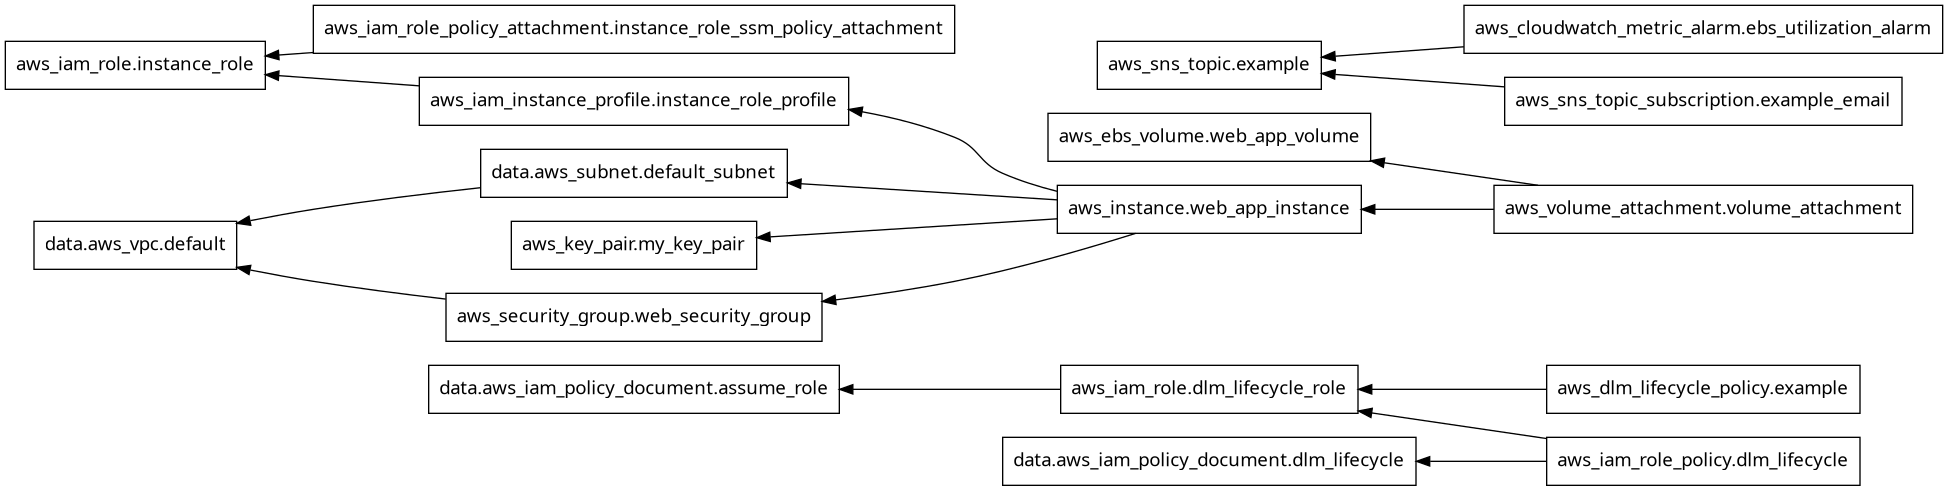 aws_iam_role_policy_attachment.instance_role_ssm_policy_attachment
aws_cloudwatch_metric_alarm.ebs_utilization_alarm
aws_iam_role.instance_role
aws_sns_topic.example
aws_iam_instance_profile.instance_role_profile
aws_sns_topic_subscription.example_email
aws_ebs_volume.web_app_volume
data.aws_subnet.default_subnet
aws_instance.web_app_instance
aws_volume_attachment.volume_attachment
data.aws_vpc.default
aws_key_pair.my_key_pair
aws_security_group.web_security_group
data.aws_iam_policy_document.assume_role
aws_iam_role.dlm_lifecycle_role
aws_dlm_lifecycle_policy.example
data.aws_iam_policy_document.dlm_lifecycle
aws_iam_role_policy.dlm_lifecycle